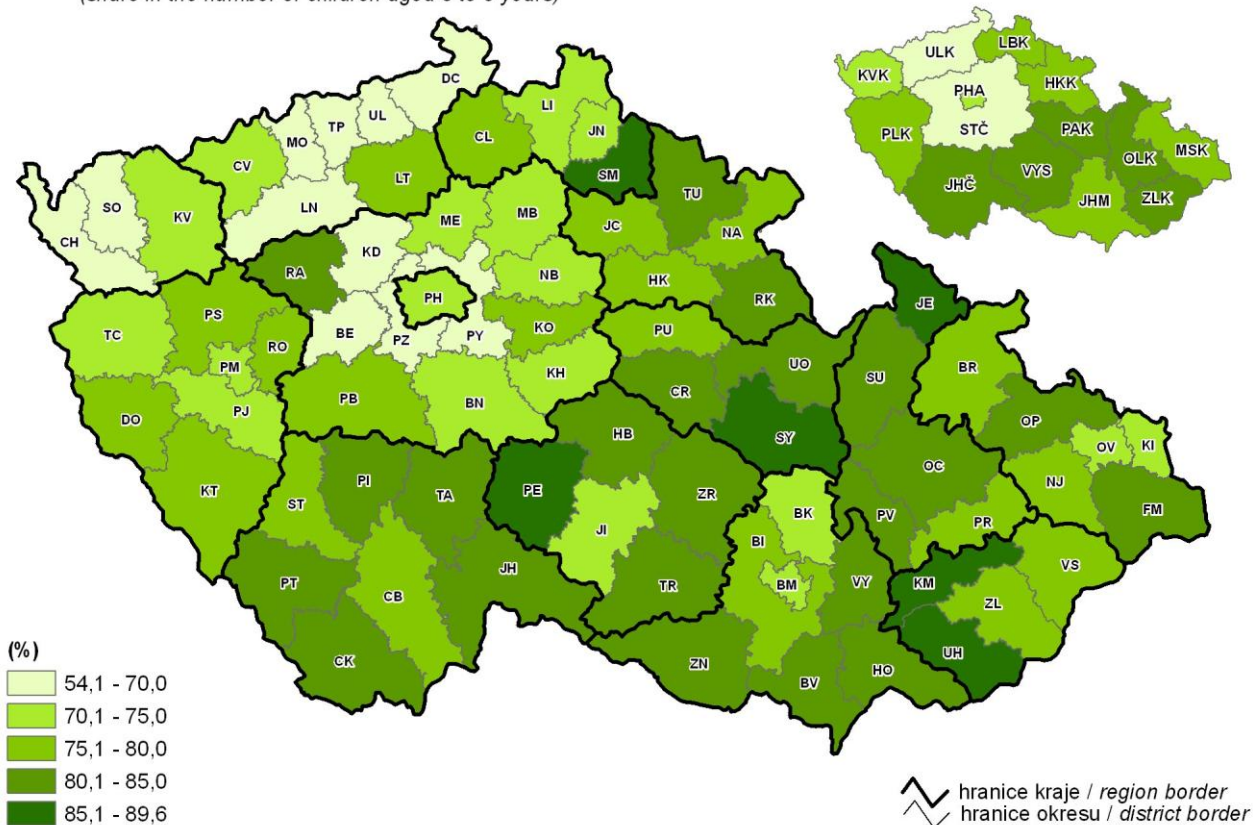 (share in the number of children aged to years)
DC
ULK
LBK
KVK
HKK
PHA
STČ
PAK
PLK
MSK
OLK
VYS
JHČ
JHM
ZLK
LI
UL
TP
JN
MO
CL
CV
LT
SM
TU
SO
LN
ME
MB
KV
JC
NA
CH
KD
RA
NB
HK
PH
RK
JE
PS
TC
BE
PZ
PY
KO
PU
RO
PM
UO
SU
BR
KH
CR
PB
BN
PJ
DO
OP
HB
SY
OV
KI
OC
KT
PI
TA
PE
ZR
NJ
ST
FM
BK
PV
PR
JI
BI
VS
JH
PT
TR
BM
VY
KM
CB
ZL
UH
CK
ZN
HO
BV
(%)
54,1 - 70,0
70,1 - 75,0
75,1 - 80,0
80,1 - 85,0
85,1 - 89,6
hranice kraje / region border
hranice okresu / district border